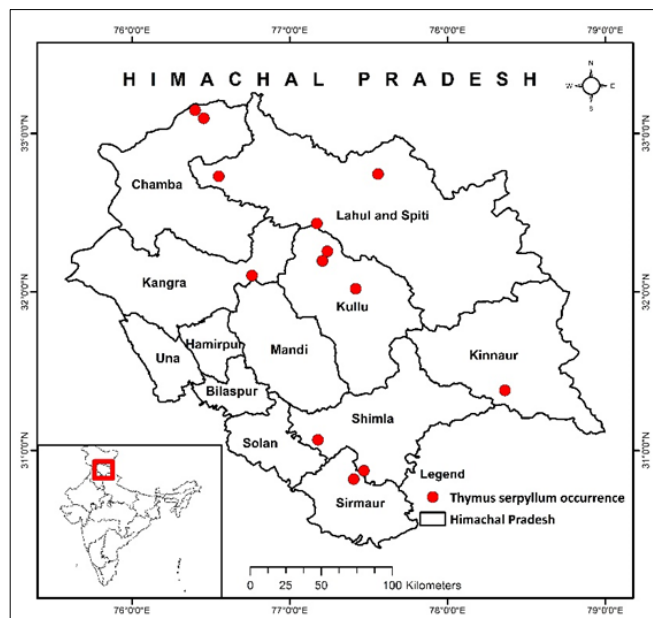 76°0'0"E 77°0'0"E 78°0'0"E 79°0'0"E
HIMACHAL PRADESH
N
W E
S
33°0'0"N 33°0'0"N
Chamba
Lahul and Spiti
Kangra
32°0'0"N 32°0'0"N
Kullu
Una
Hamirpur
Mandi
Kinnaur
Bilaspur
Shimla
Solan
31°0'0"N 31°0'0"N
Legend
Sirmaur
Thymus serpyllum occurrence
Himachal Pradesh
0 25 50 100 Kilometers
76°0'0"E 77°0'0"E 78°0'0"E 79°0'0"E